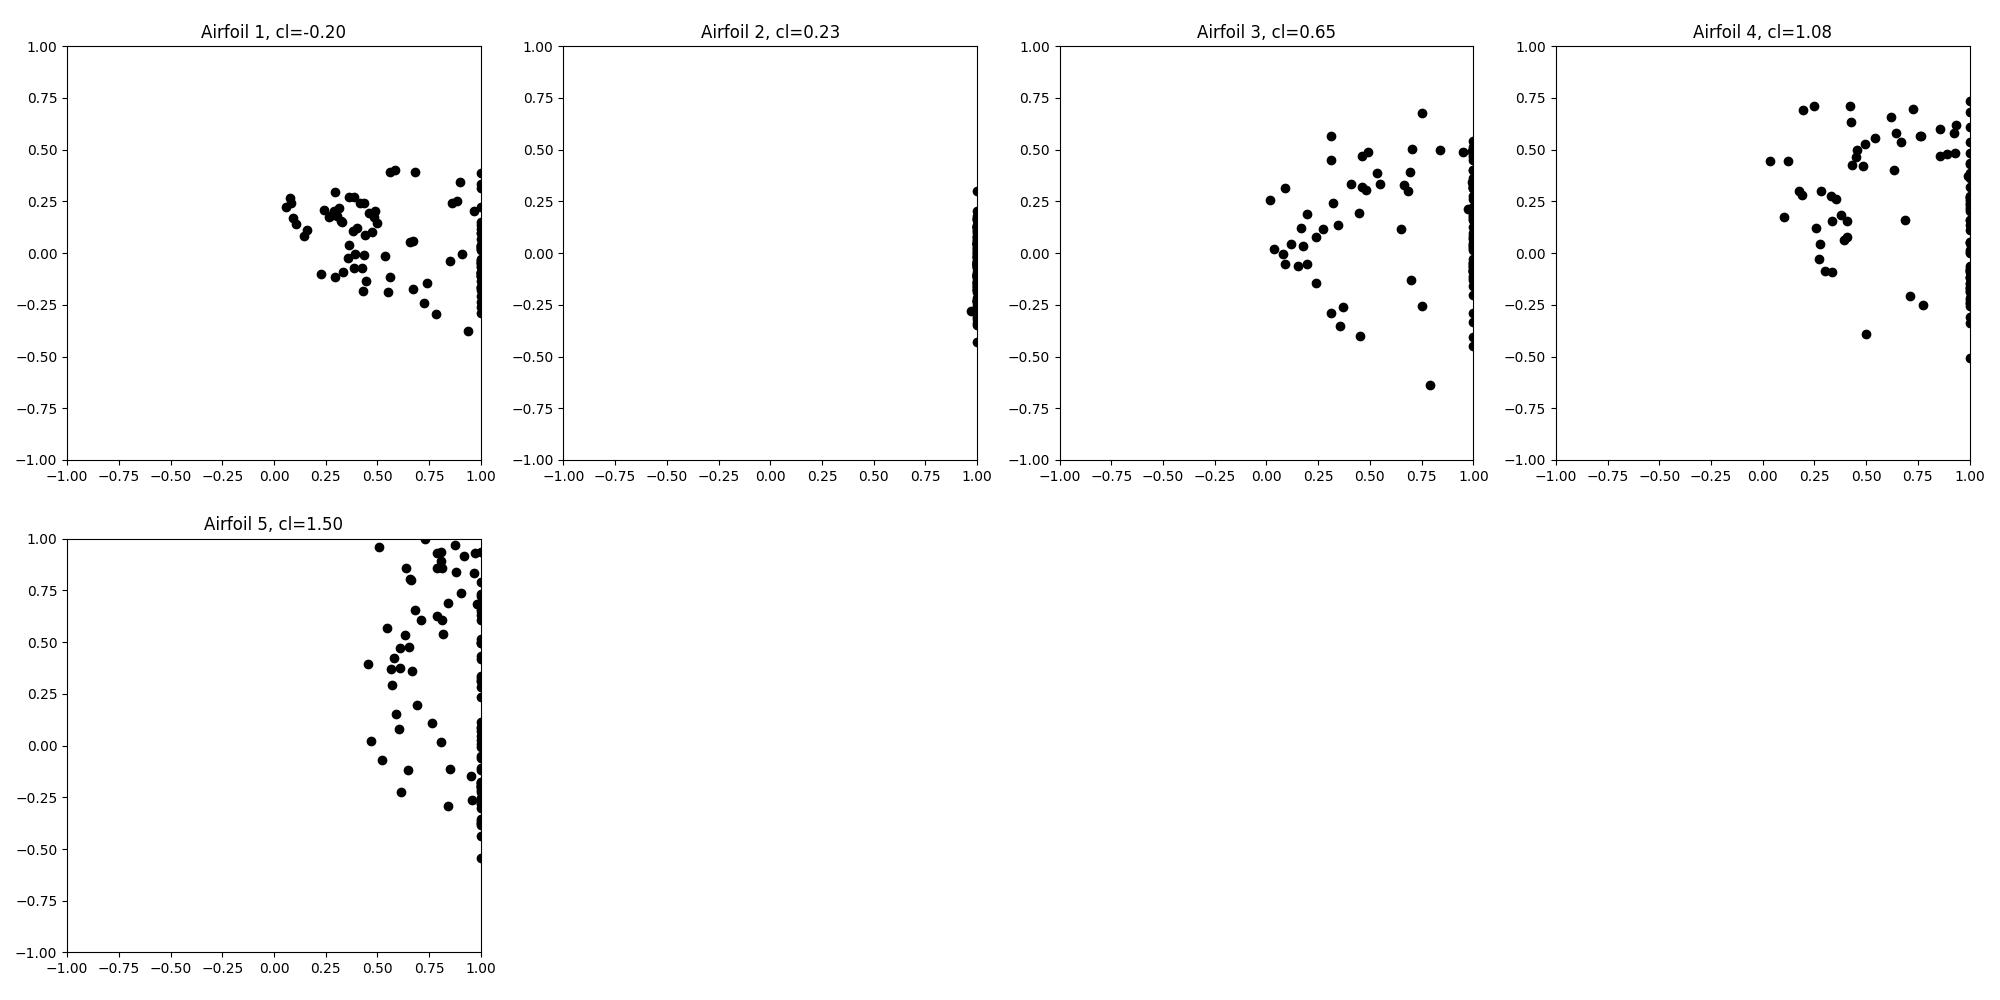 Airfoil 1, cl=-0.20
Airfoil 2, cl=0.23
Airfoil 3, cl=0.65
Airfoil 4, cl=1.08
1.00 1.00 1.00 1.00
0.75 0.75 0.75 0.75
0.50 0.50 0.50 0.50
0.25 0.25 0.25 0.25
0.00 0.00 0.00 0.00
−0.25 −0.25 −0.25 −0.25
−0.50 −0.50 −0.50 −0.50
−0.75 −0.75 −0.75 −0.75
−1.00 −1.00 −1.00 −1.00
−1.00 −0.75 −0.50 −0.25 0.00 0.25 0.50 0.75 1.00
−1.00 −0.75 −0.50 −0.25 0.00 0.25 0.50 0.75 1.00
−1.00 −0.75 −0.50 −0.25 0.00 0.25 0.50 0.75 1.00
−1.00 −0.75 −0.50 −0.25 0.00 0.25 0.50 0.75 1.00
Airfoil 5, cl=1.50
1.00
0.75
0.50
0.25
0.00
−0.25
−0.50
−0.75
−1.00
−1.00 −0.75 −0.50 −0.25 0.00 0.25 0.50 0.75 1.00